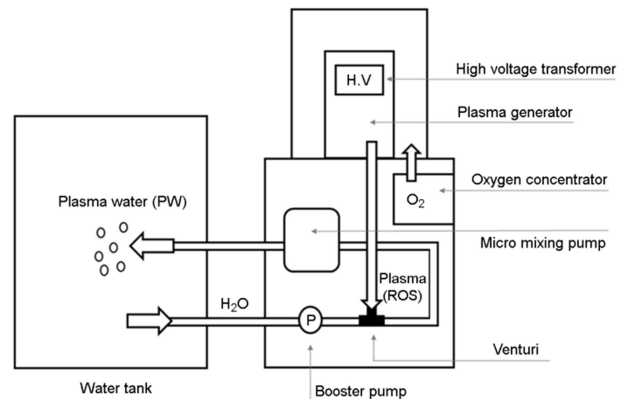 H.V
High voltage transformer
Plasma generator
Oxygen concentrator
O₂
Plasma water (PW)
Micro mixing pump
Plasma
(ROS)
H₂O
P
Venturi
Water tank
Booster pump